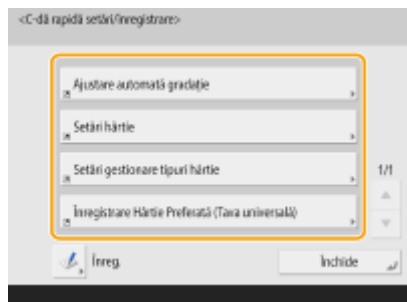 <C-dă rapidă setări/înregistrare>
Ajustare automată gradație
Setări hârtie
Setări gestionare tipuri hârtie
1/1
Înregistrare Hârtie Preferată (Tava universală)
Înreg.
Închide